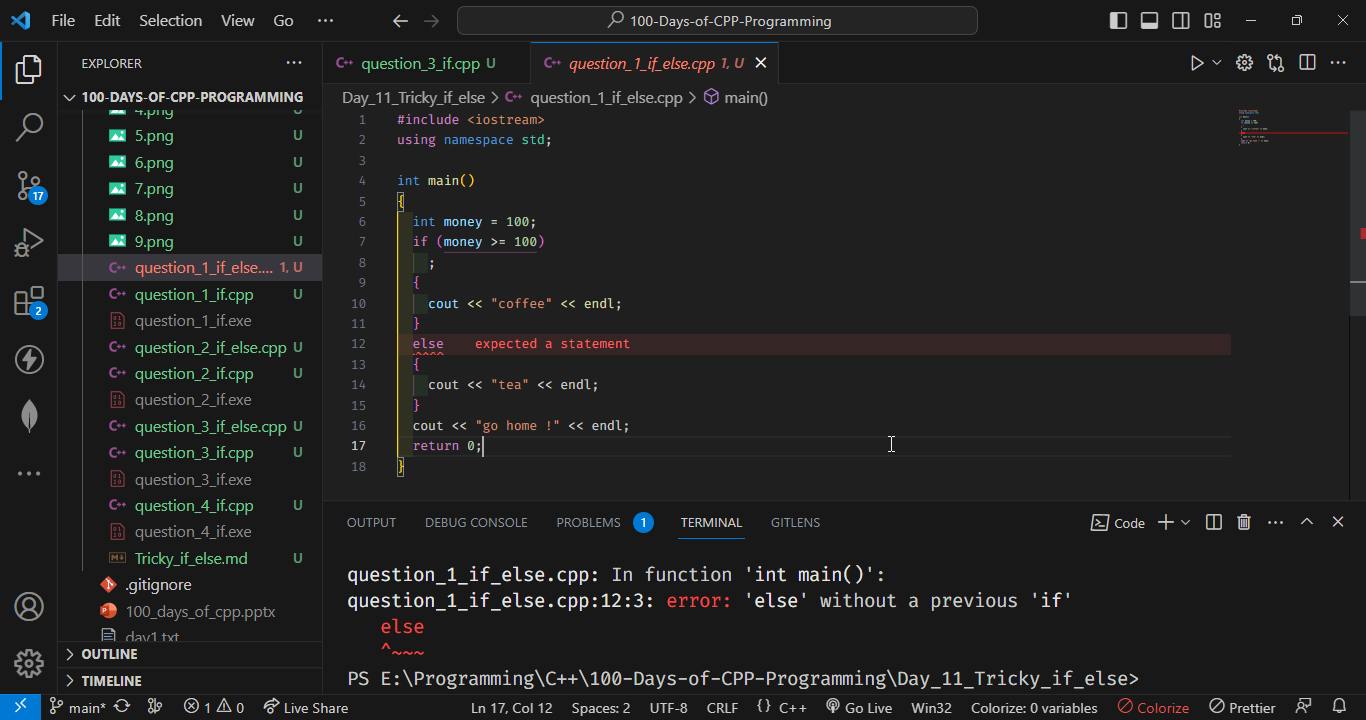 File Edit Selection View Go ··· 100-Days-of-CPP-Programming
EXPLORER ···
100-DAYS-OF-CPP-PROGRAMMING
4.png U
5.png U
6.png U
7.png U
8.png U
9.png U
question_1_if_else.... 1, U
question_1_if.cpp U
question_1_if.exe
question_2_if_else.cpp U
question_2_if.cpp U
question_2_if.exe
question_3_if_else.cpp U
question_3_if.cpp U
question_3_if.exe
question_4_if.cpp U
question_4_if.exe
Tricky_if_else.md U
.gitignore
100_days_of_cpp.pptx
day1.txt
OUTLINE
TIMELINE
17
2
question_3_if.cpp U question_1_if_else.cpp 1, U
Day_11_Tricky_if_else > question_1_if_else.cpp > main()
1 #include <iostream>
2 using namespace std;
3
4 int main()
5 {
6 int money = 100;
7 if (money >= 100)
8 ;
9 {
10 cout << "coffee" << endl;
11 }
12 else expected a statement
13 {
14 cout << "tea" << endl;
15 }
16 cout << "go home !" << endl;
17 return 0;
18 }
OUTPUT DEBUG CONSOLE PROBLEMS 1 TERMINAL GITLENS Code
question_1_if_else.cpp: In function 'int main()':
question_1_if_else.cpp:12:3: error: 'else' without a previous 'if'
else
^~~~
PS E:\Programming\C++\100-Days-of-CPP-Programming\Day_11_Tricky_if_else>
main* 1 0 Live Share Ln 17, Col 12 Spaces: 2 UTF-8 CRLF {} C++ Go Live Win32 Colorize: 0 variables Colorize Prettier